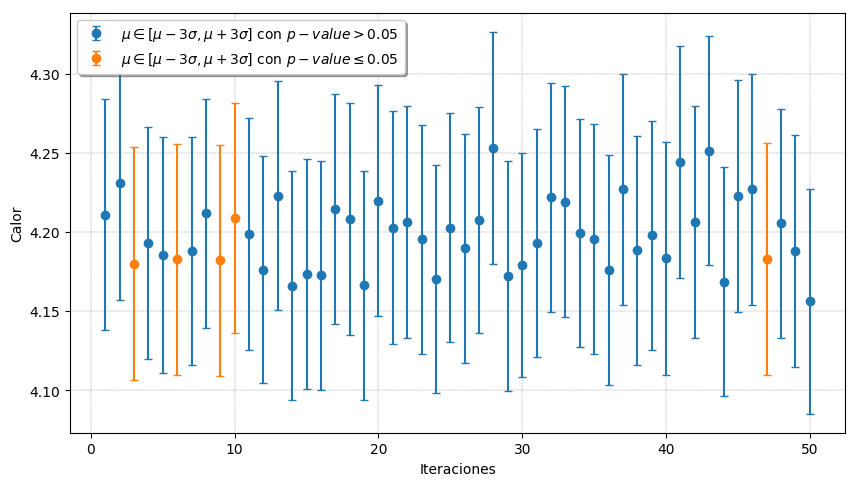 μ ∈ [μ − 3σ, μ + 3σ] con p − value > 0.05
μ ∈ [μ − 3σ, μ + 3σ] con p − value ≤ 0.05
4.30
4.25
4.20
4.15
4.10
Calor
0 10 20 30 40 50
Iteraciones